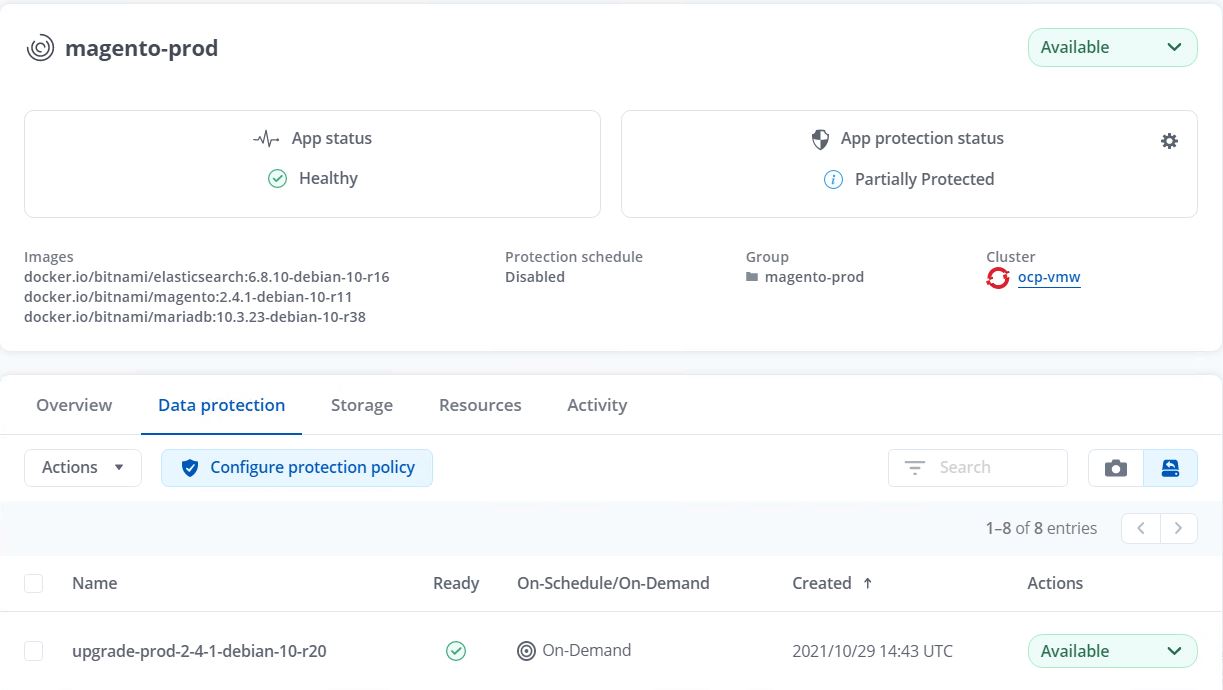 magento-prod
Available
App status
Healthy
App protection status
Partially Protected
Images
docker.io/bitnami/elasticsearch:6.8.10-debian-10-r16
docker.io/bitnami/magento:2.4.1-debian-10-r11
docker.io/bitnami/mariadb:10.3.23-debian-10-r38
Protection schedule
Disabled
Group
magento-prod
Cluster
ocp-vmw
Overview Data protection Storage Resources Activity
Actions Configure protection policy Search
1–8 of 8 entries
Name Ready On-Schedule/On-Demand Created Actions
upgrade-prod-2-4-1-debian-10-r20 On-Demand 2021/10/29 14:43 UTC Available